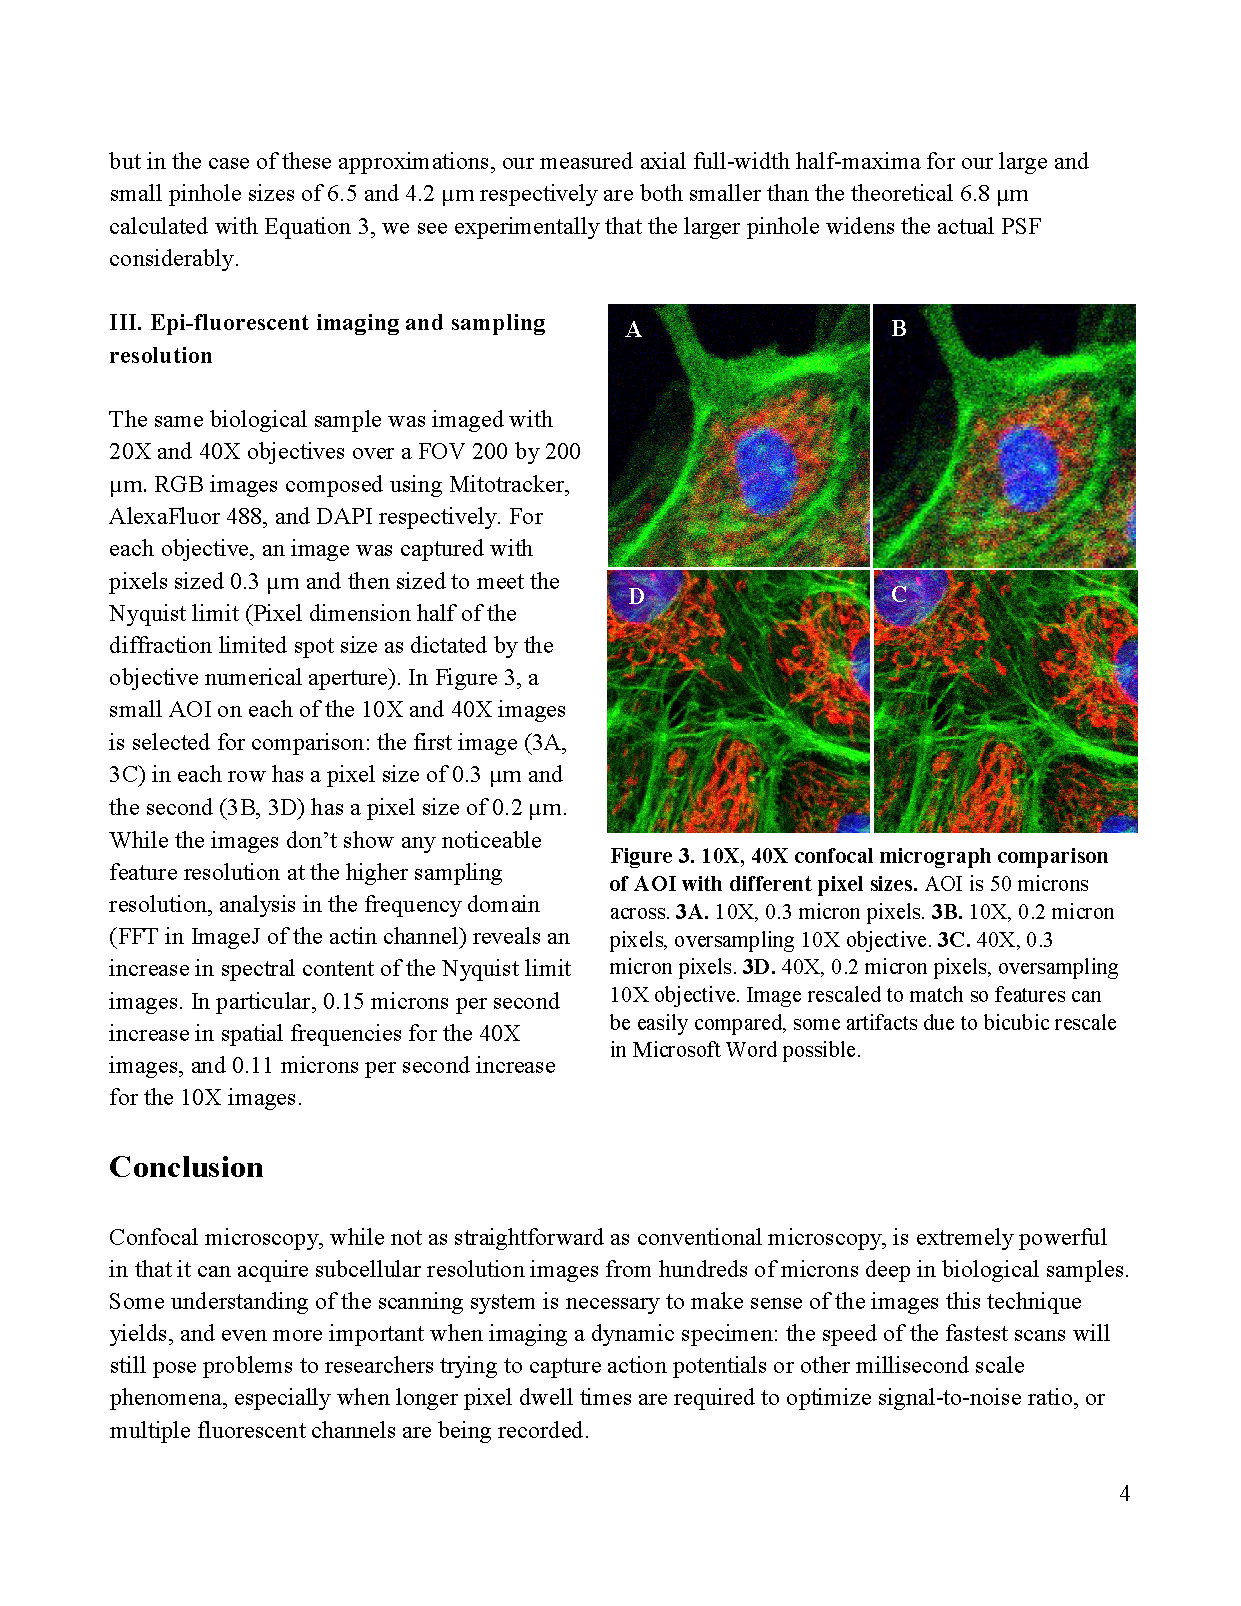 but in the case of these approximations, our measured axial full-width half-maxima for our large and
small pinhole sizes of 6.5 and 4.2 µm respectively are both smaller than the theoretical 6.8 µm
calculated with Equation 3, we see experimentally that the larger pinhole widens the actual PSF
considerably.
III. Epi-fluorescent imaging and sampling
resolution
The same biological sample was imaged with
20X and 40X objectives over a FOV 200 by 200
µm. RGB images composed using Mitotracker,
AlexaFluor 488, and DAPI respectively. For
each objective, an image was captured with
pixels sized 0.3 µm and then sized to meet the
Nyquist limit (Pixel dimension half of the
diffraction limited spot size as dictated by the
objective numerical aperture). In Figure 3, a
small AOI on each of the 10X and 40X images
is selected for comparison: the first image (3A,
3C) in each row has a pixel size of 0.3 µm and
the second (3B, 3D) has a pixel size of 0.2 µm.
While the images don’t show any noticeable
feature resolution at the higher sampling
resolution, analysis in the frequency domain
(FFT in ImageJ of the actin channel) reveals an
increase in spectral content of the Nyquist limit
images. In particular, 0.15 microns per second
increase in spatial frequencies for the 40X
images, and 0.11 microns per second increase
for the 10X images.
A
B
D
C
Figure 3. 10X, 40X confocal micrograph comparison
of AOI with different pixel sizes. AOI is 50 microns
across. 3A. 10X, 0.3 micron pixels. 3B. 10X, 0.2 micron
pixels, oversampling 10X objective. 3C. 40X, 0.3
micron pixels. 3D. 40X, 0.2 micron pixels, oversampling
10X objective. Image rescaled to match so features can
be easily compared, some artifacts due to bicubic rescale
in Microsoft Word possible.
Conclusion
Confocal microscopy, while not as straightforward as conventional microscopy, is extremely powerful
in that it can acquire subcellular resolution images from hundreds of microns deep in biological samples.
Some understanding of the scanning system is necessary to make sense of the images this technique
yields, and even more important when imaging a dynamic specimen: the speed of the fastest scans will
still pose problems to researchers trying to capture action potentials or other millisecond scale
phenomena, especially when longer pixel dwell times are required to optimize signal-to-noise ratio, or
multiple fluorescent channels are being recorded.
4